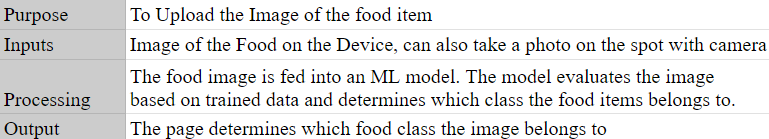 Purpose To Upload the Image of the food item
Inputs Image of the Food on the Device, can also take a photo on the spot with camera
The food image is fed into an ML model. The model evaluates the image
Processing based on trained data and determines which class the food items belongs to.
Output The page determines which food class the image belongs to